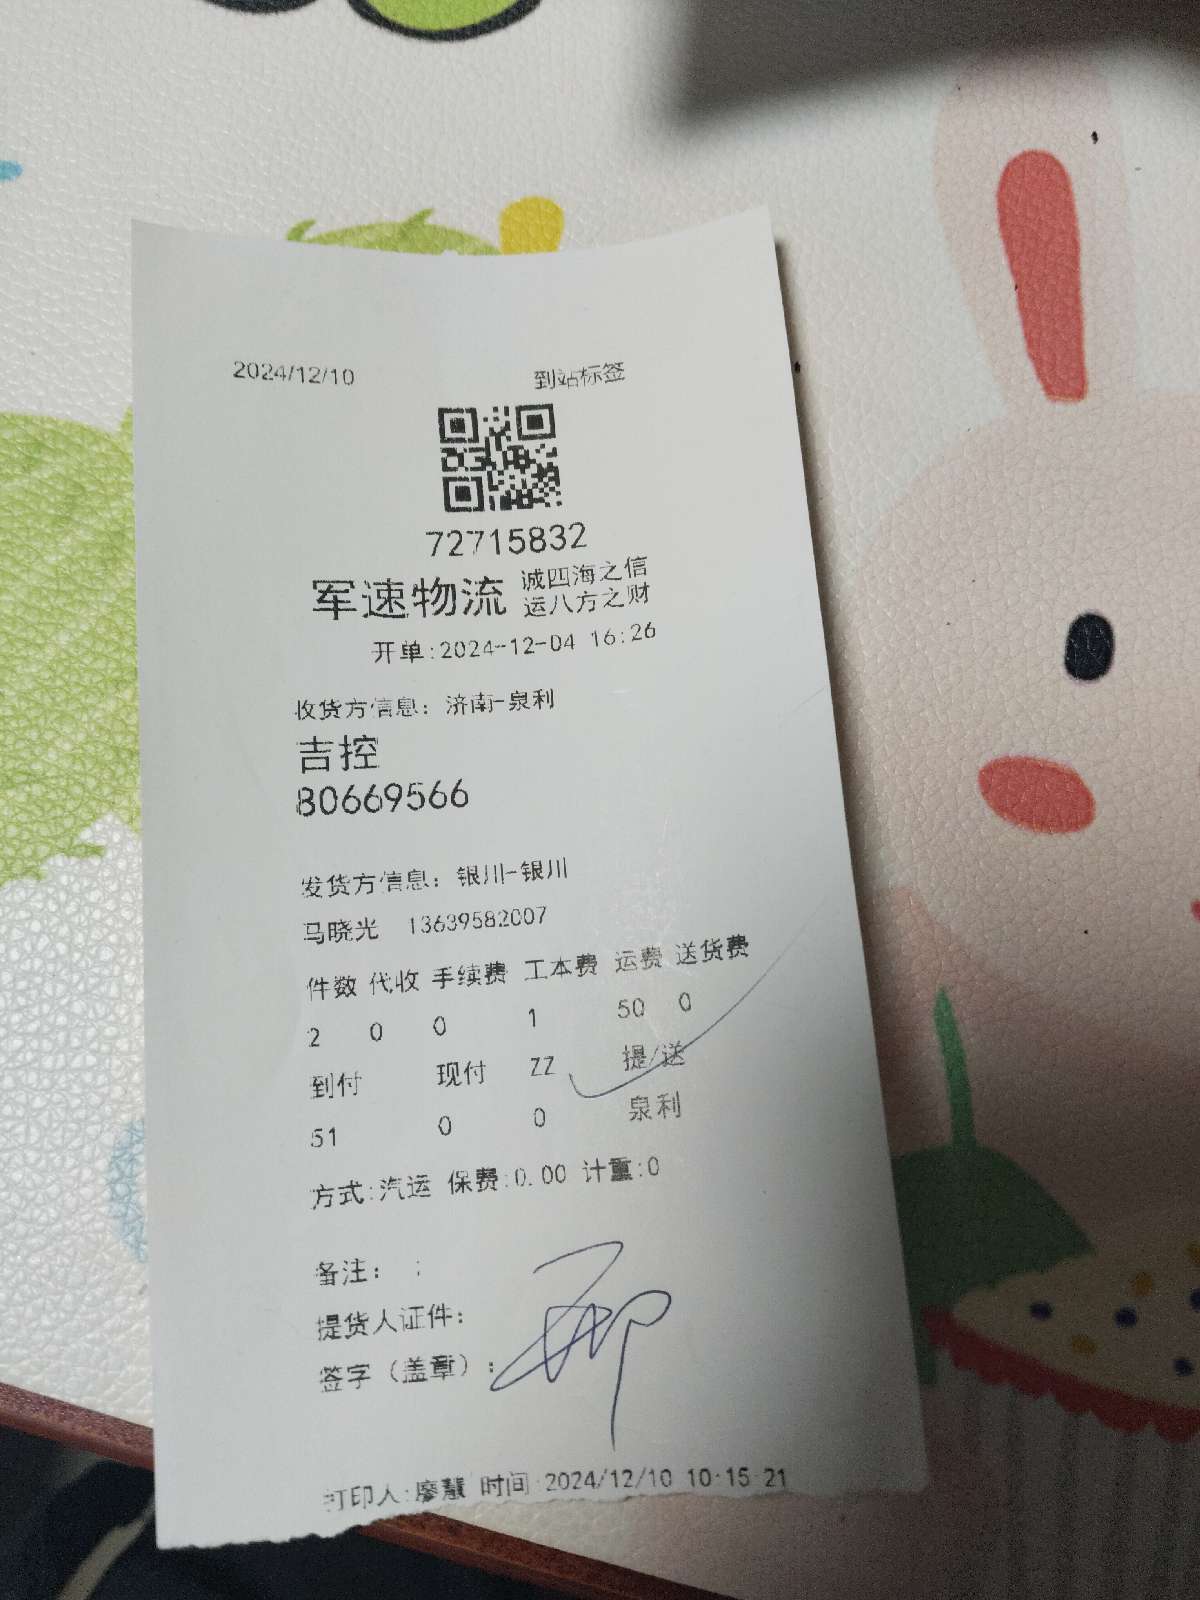 2024/12/10 到站标签
72715832
军速物流 诚四海之信
运八方之财
开单:2024-12-04 16:26
收货方信息: 济南-泉利
吉控
80669566
发货方信息: 银川-银川
马晓光 13639582007
件数 代收 手续费 工本费 运费 送货费
2 0 0 1 50 0
到付 现付 ZZ 提/送
51 0 0 泉利
方式:汽运 保费:0.00 计重:0
备注: :
提货人证件:
签字(盖章):
打印人:廖慧 时间:2024/12/10 10:15:21